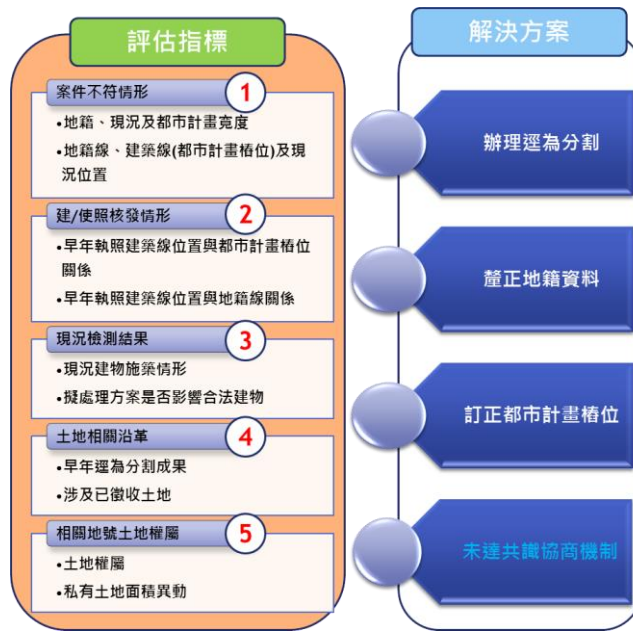 評估指標
案件不符情形
1
•地籍、現況及都市計畫寬度
•地籍線、建築線(都市計畫樁位)及現
況位置
建/使照核發情形
2
•早年執照建築線位置與都市計畫樁位
關係
•早年執照建築線位置與地籍線關係
現況檢測結果
3
•現況建物施築情形
•擬處理方案是否影響合法建物
土地相關沿革
4
•早年逕為分割成果
•涉及已徵收土地
相關地號土地權屬
5
•土地權屬
•私有土地面積異動
解決方案
辦理逕為分割
釐正地籍資料
訂正都市計畫樁位
未達共識協商機制